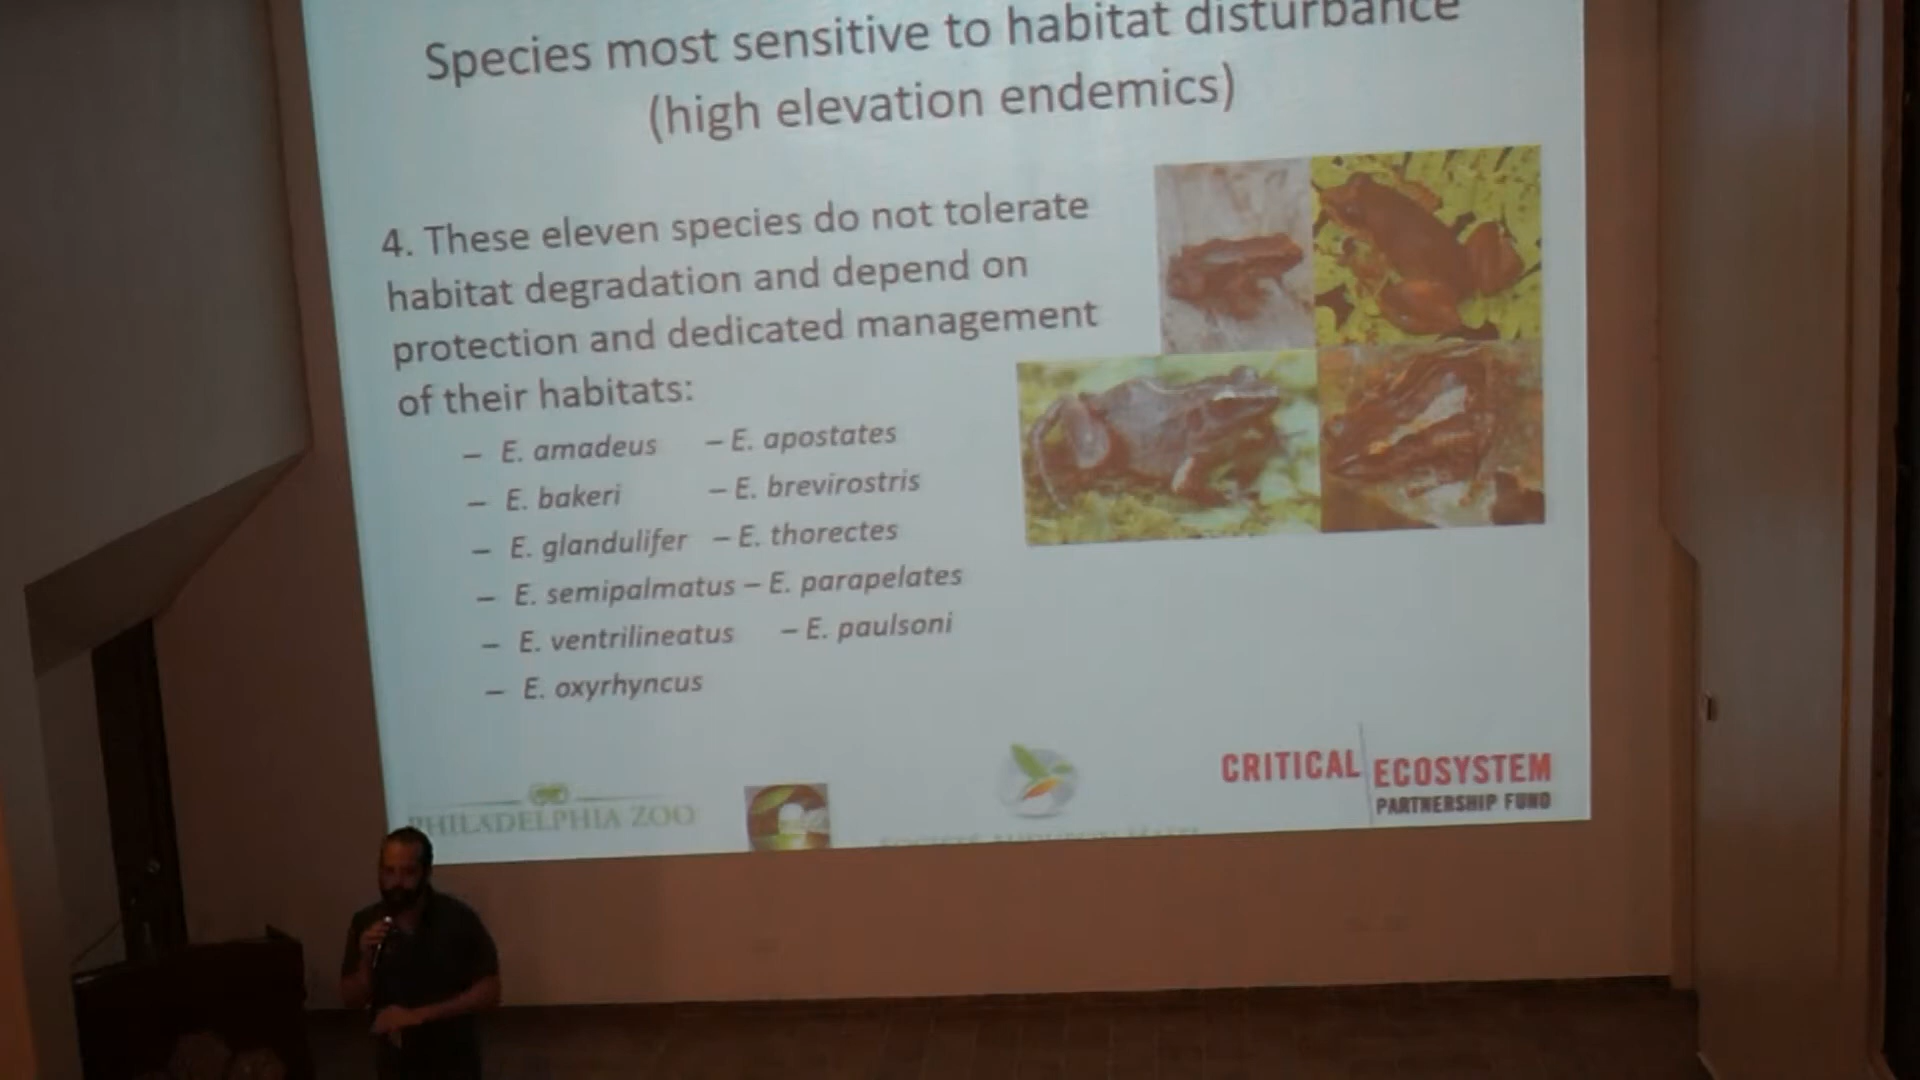 Species most sensitive to habitat disturbance
(high elevation endemics)
4. These eleven species do not tolerate
habitat degradation and depend on
protection and dedicated management
of their habitats:
– E. amadeus – E. apostates
– E. bakeri – E. brevirostris
– E. glandulifer – E. thorectes
– E. semipalmatus – E. parapelates
– E. ventrilineatus – E. paulsoni
– E. oxyrhyncus
PHILADELPHIA ZOO
CRITICAL ECOSYSTEM
PARTNERSHIP FUND